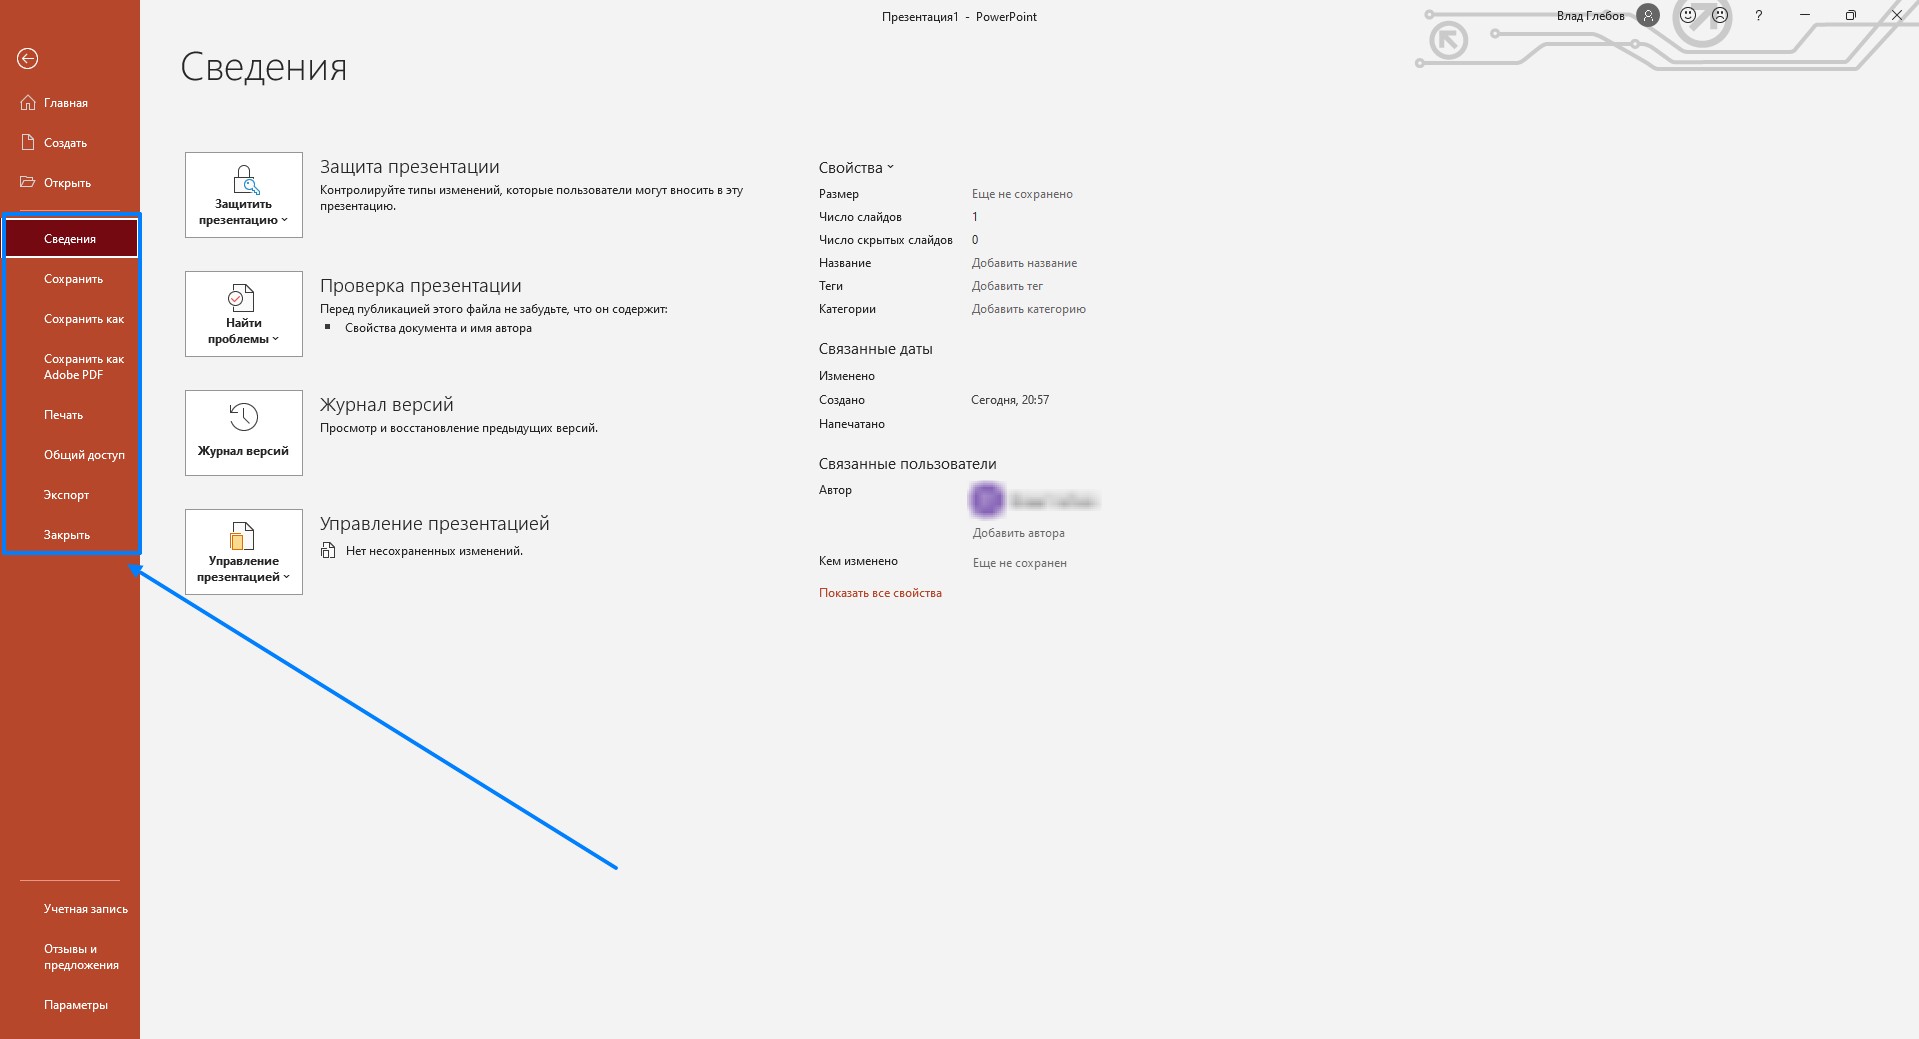 Презентация1 - PowerPoint
Влад Глебов
?
Главная
Создать
Открыть
Сведения
Сохранить
Сохранить как
Сохранить как
Adobe PDF
Печать
Общий доступ
Экспорт
Закрыть
Учетная запись
Отзывы и
предложения
Параметры
Сведения
Защитить
презентацию
Защита презентации
Контролируйте типы изменений, которые пользователи могут вносить в эту
презентацию.
Найти
проблемы
Проверка презентации
Перед публикацией этого файла не забудьте, что он содержит:
Свойства документа и имя автора
Журнал версий
Журнал версий
Просмотр и восстановление предыдущих версий.
Управление
презентацией
Управление презентацией
Нет несохраненных изменений.
Свойства
Размер Еще не сохранено
Число слайдов 1
Число скрытых слайдов 0
Название Добавить название
Теги Добавить тег
Категории Добавить категорию
Связанные даты
Изменено
Создано Сегодня, 20:57
Напечатано
Связанные пользователи
Автор
Добавить автора
Кем изменено Еще не сохранен
Показать все свойства